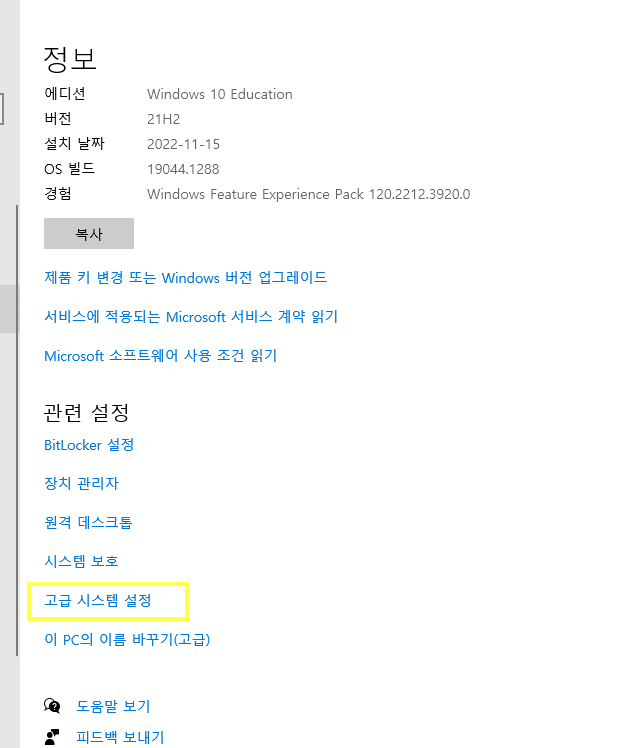 정보
에디션 Windows 10 Education
버전 21H2
설치 날짜 2022-11-15
OS 빌드 19044.1288
경험 Windows Feature Experience Pack 120.2212.3920.0
복사
제품 키 변경 또는 Windows 버전 업그레이드
서비스에 적용되는 Microsoft 서비스 계약 읽기
Microsoft 소프트웨어 사용 조건 읽기
관련 설정
BitLocker 설정
장치 관리자
원격 데스크톱
시스템 보호
고급 시스템 설정
이 PC의 이름 바꾸기(고급)
도움말 보기
피드백 보내기